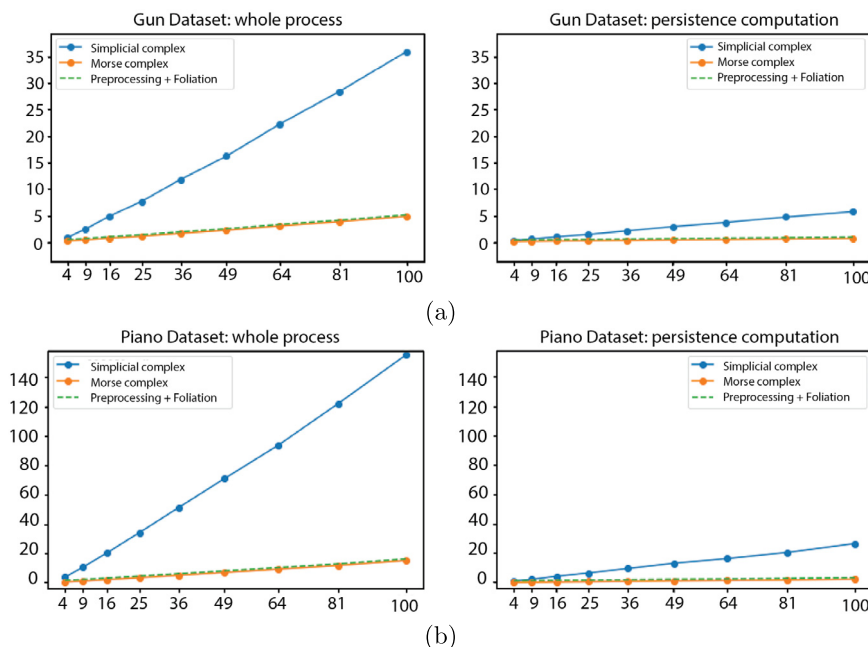 Gun Dataset: whole process
35
30
25
20
15
10
5
0
Simplicial complex
Morse complex
Preprocessing + Foliation
4 9 16 25 36 49 64 81 100
Gun Dataset: persistence computation
35
30
25
20
15
10
5
0
Simplicial complex
Morse complex
Preprocessing + Foliation
4 9 16 25 36 49 64 81 100
(a)
Piano Dataset: whole process
140
120
100
80
60
40
20
0
Simplicial complex
Morse complex
Preprocessing + Foliation
4 9 16 25 36 49 64 81 100
Piano Dataset: persistence computation
140
120
100
80
60
40
20
0
Simplicial complex
Morse complex
Preprocessing + Foliation
4 9 16 25 36 49 64 81 100
(b)